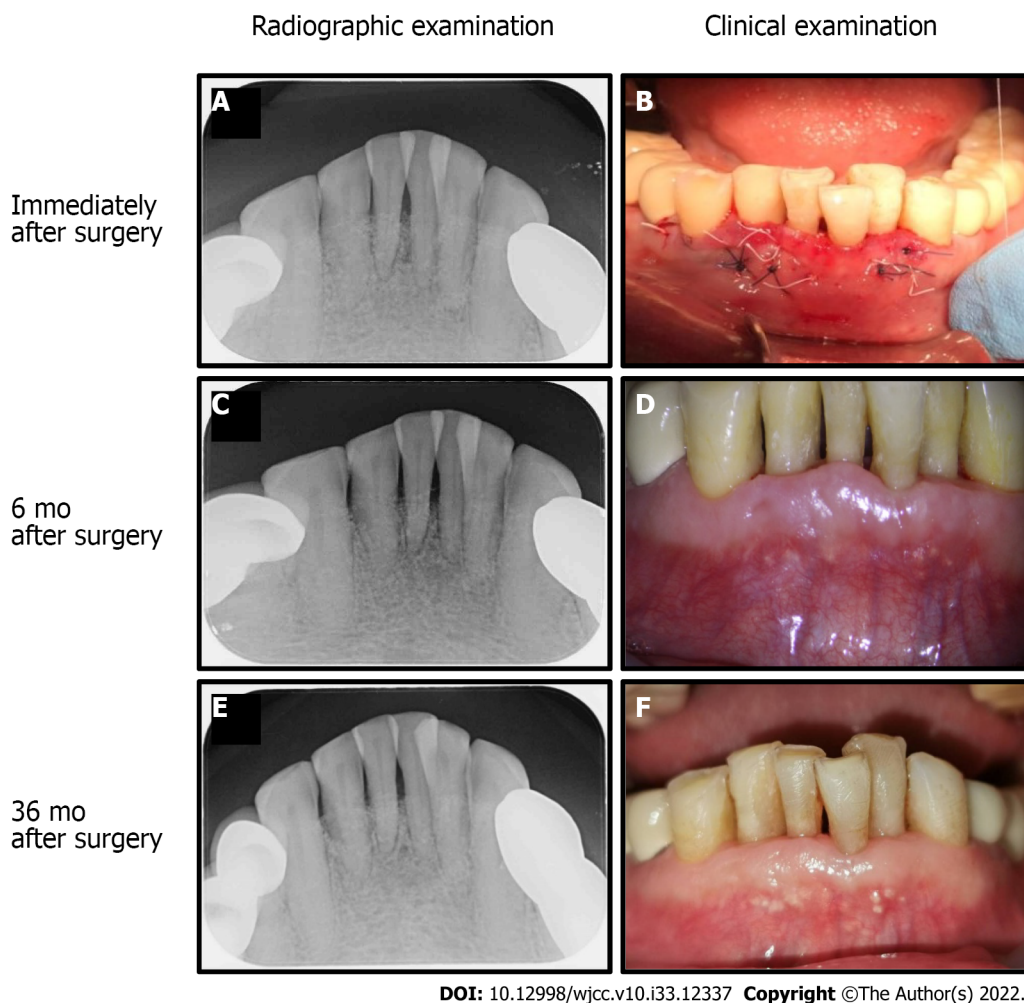 Radiographic examination
Clinical examination
Immediately
after surgery
A
B
6 mo
after surgery
C
D
36 mo
after surgery
E
F
DOI: 10.12998/wjcc.v10.i33.12337 Copyright ©The Author(s) 2022.